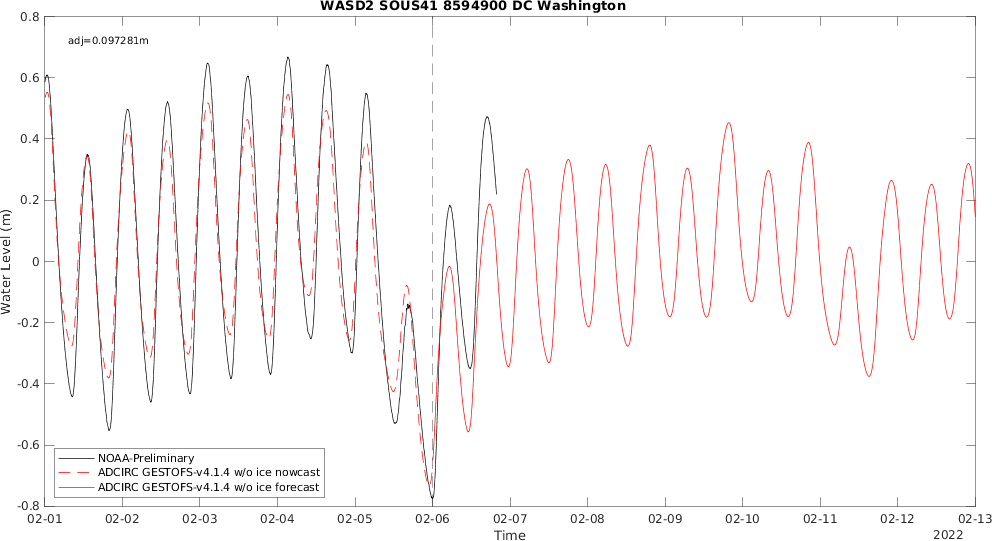 WASD2 SOUS41 8594900 DC Washington
adj=0.097281m
0.8
0.6
0.4
0.2
0
-0.2
-0.4
-0.6
-0.8
Water Level (m)
NOAA-Preliminary
ADCIRC GESTOFS-v4.1.4 w/o ice nowcast
ADCIRC GESTOFS-v4.1.4 w/o ice forecast
02-01 02-02 02-03 02-04 02-05 02-06 02-07 02-08 02-09 02-10 02-11 02-12 02-13
Time
2022